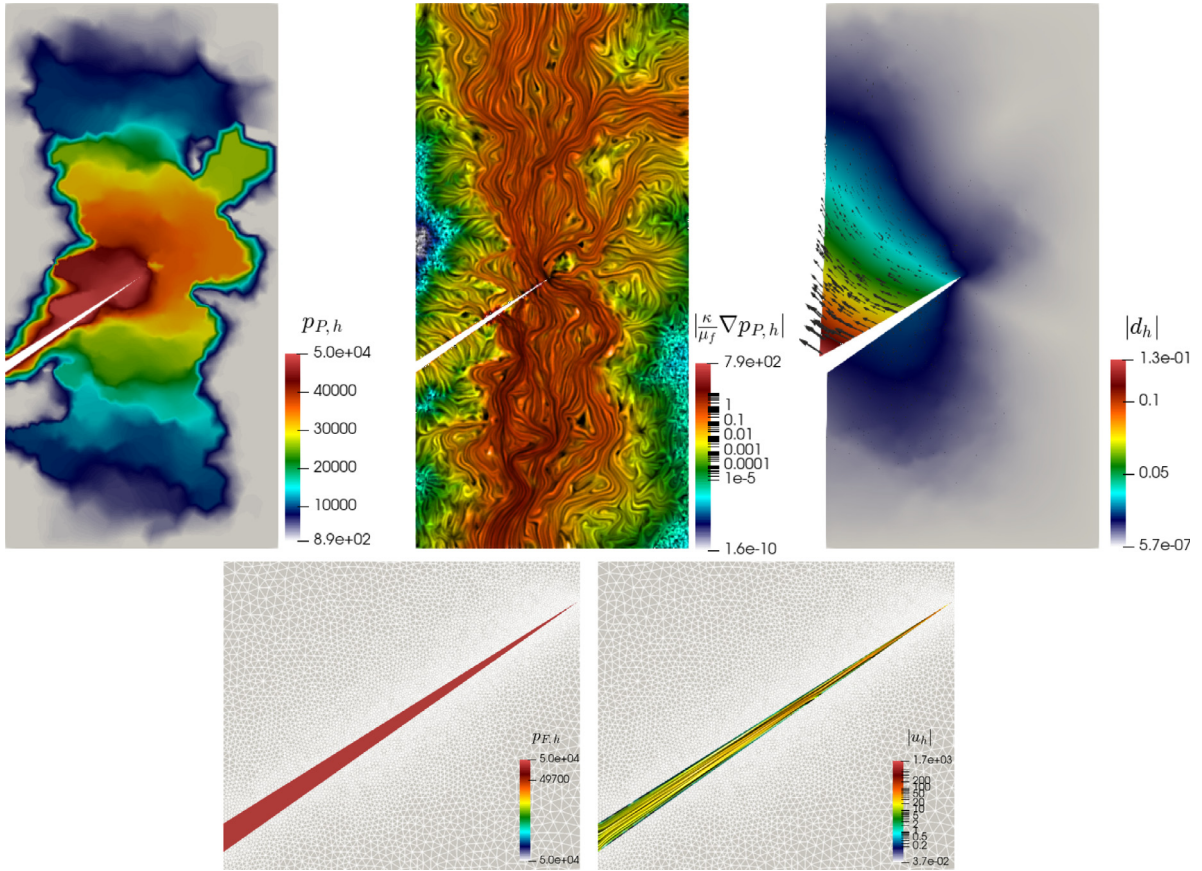 p_{P,h}
5.0e+04
40000
30000
20000
10000
8.9e+02
|\frac{κ}{μ_f}∇p_{P,h}|
7.9e+02
1
0.1
0.01
0.001
0.0001
1e-5
1.6e-10
|d_h|
1.3e-01
0.1
0.05
5.7e-07
p_{F,h}
5.0e+04
49700
5.0e+04
|u_h|
1.7e+03
200
100
50
20
10
5
2
1
0.5
0.2
3.7e-02